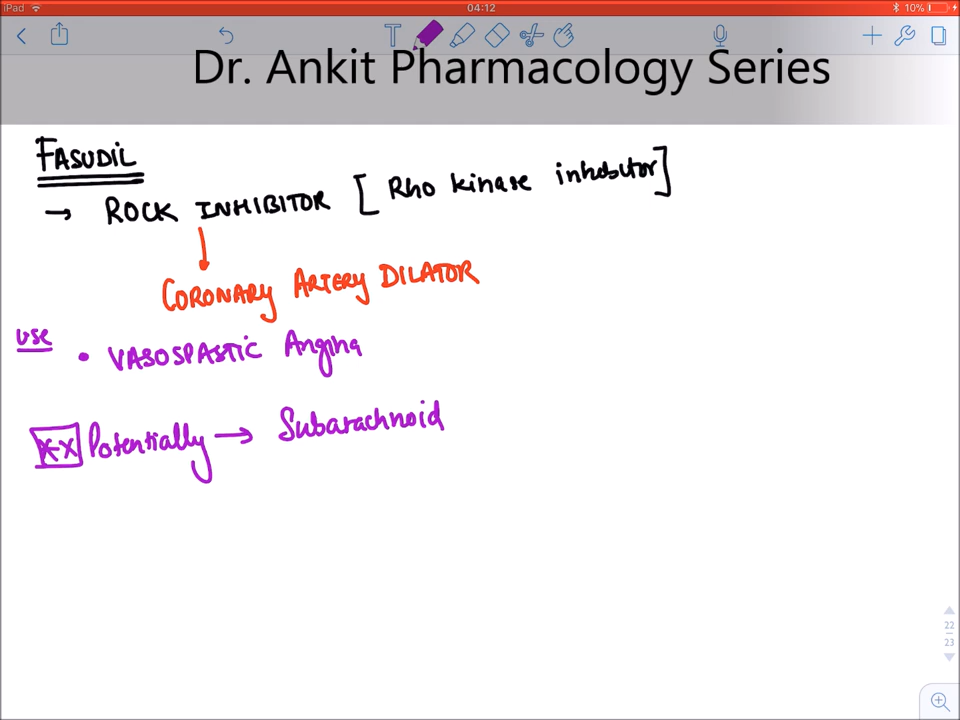 iPad 04:12 10%
Dr. Ankit Pharmacology Series
FASUDIL
→ ROCK INHIBITOR [Rho kinase inhibitor]
CORONARY ARTERY DILATOR
USE
• VASOSPASTIC Angina
** Potentially → Subarachnoid
22
23